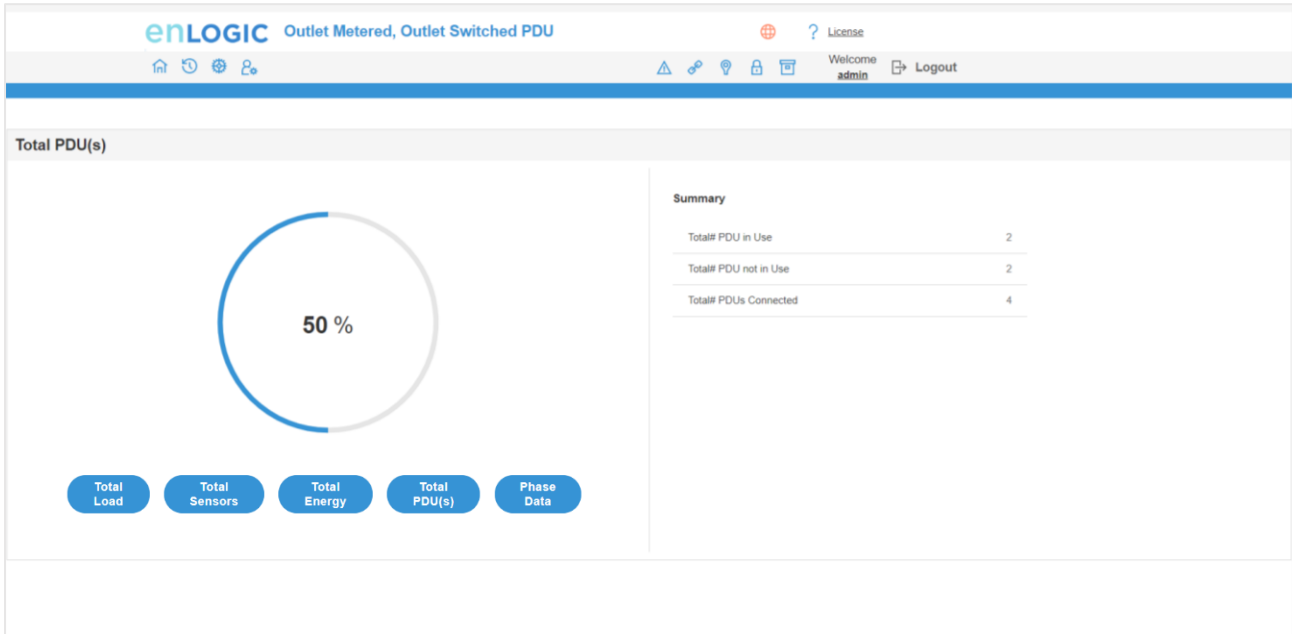 enLOGIC Outlet Metered, Outlet Switched PDU
? License
Welcome
admin
Logout
Total PDU(s)
50 %
Total
Load
Total
Sensors
Total
Energy
Total
PDU(s)
Phase
Data
Summary
Total# PDU in Use 2
Total# PDU not in Use 2
Total# PDUs Connected 4